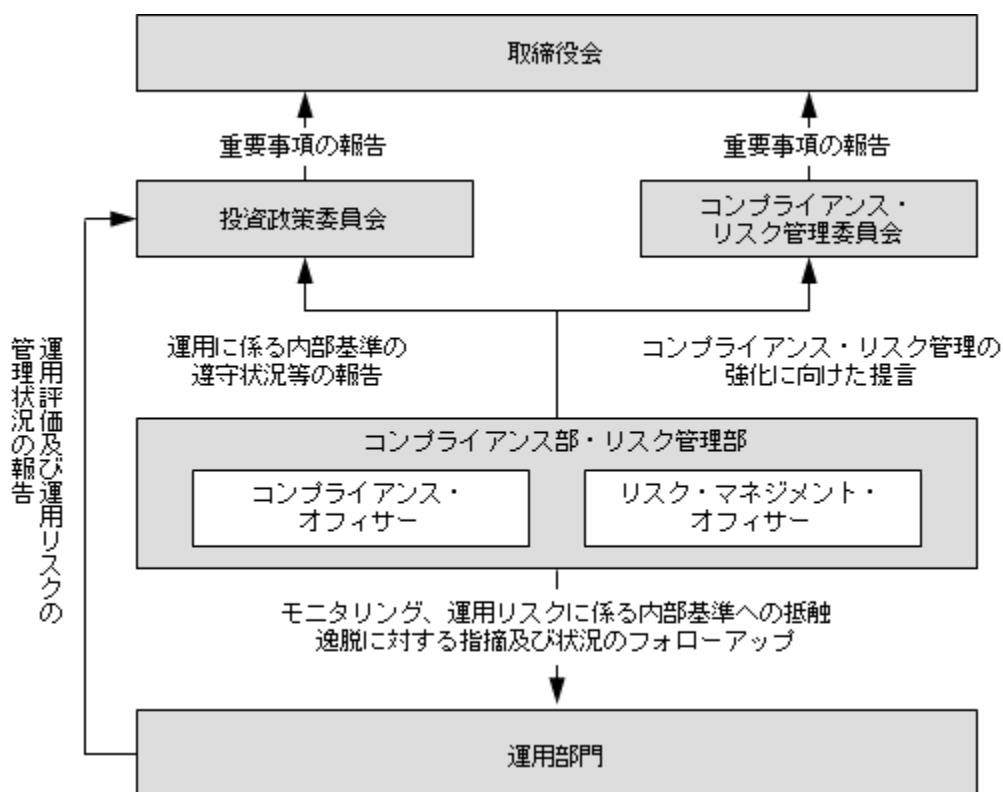 取締役会
重要事項の報告
重要事項の報告
投資政策委員会
コンプライアンス・
リスク管理委員会
運用に係る内部基準の
遵守状況等の報告
コンプライアンス・リスク管理の
強化に向けた提言
運用評価及び運用リスクの
管理状況の報告
コンプライアンス部・リスク管理部
コンプライアンス・
オフィサー
リスク・マネジメント・
オフィサー
モニタリング、運用リスクに係る内部基準への抵触
逸脱に対する指摘及び状況のフォローアップ
運用部門